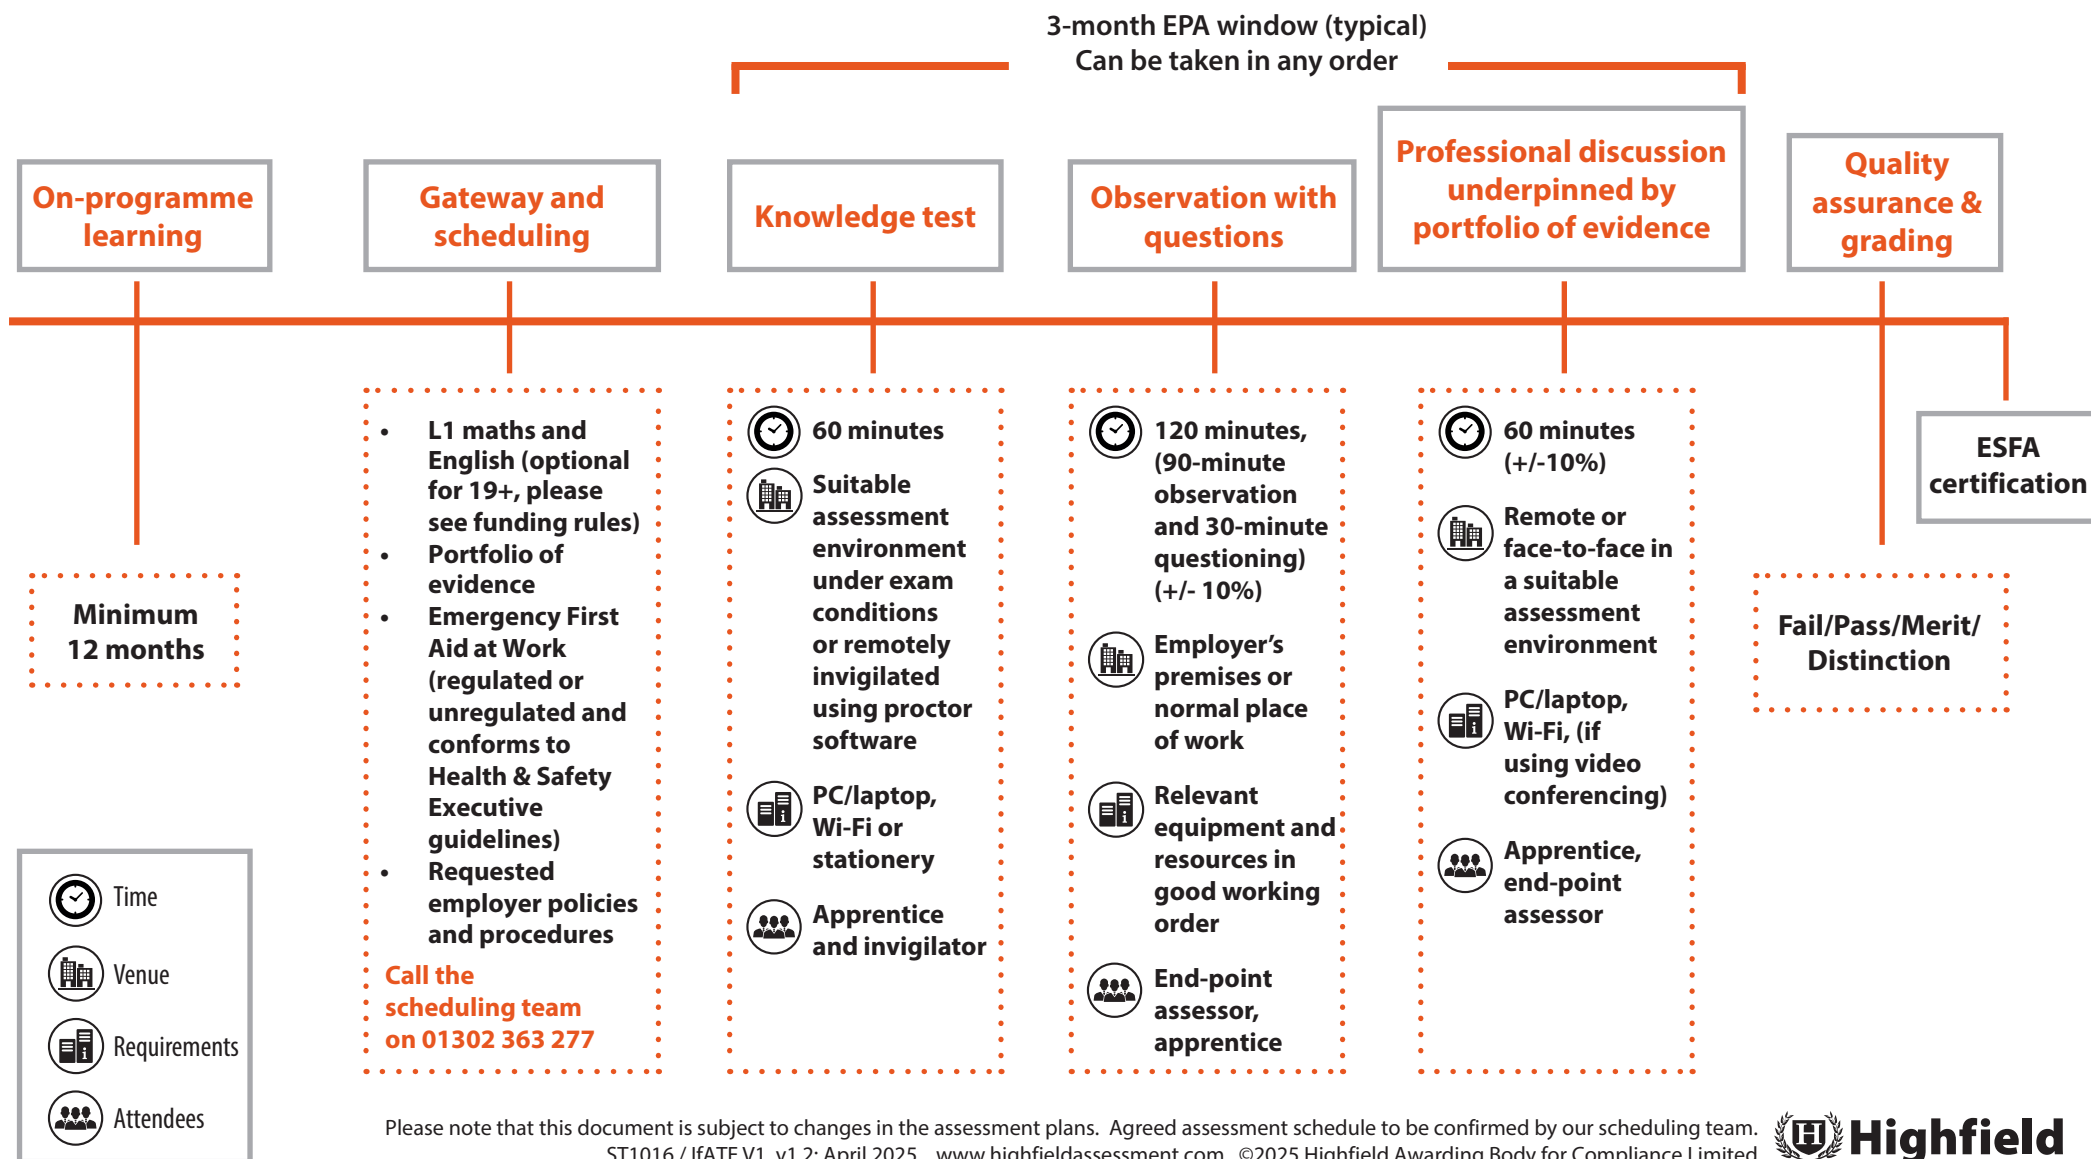 3-month EPA window (typical)
Can be taken in any order
On-programme
learning
Gateway and
scheduling
Knowledge test
Observation with
questions
Professional discussion
underpinned by
portfolio of evidence
Quality
assurance &
grading
Minimum
12 months
• L1 maths and
English (optional
for 19+, please
see funding rules)
• Portfolio of
evidence
• Emergency First
Aid at Work
(regulated or
unregulated and
conforms to
Health & Safety
Executive
guidelines)
• Requested
employer policies
and procedures
Call the
scheduling team
on 01302 363 277
60 minutes
Suitable
assessment
environment
under exam
conditions
or remotely
invigilated
using proctor
software
PC/laptop,
Wi-Fi or
stationery
Apprentice
and invigilator
120 minutes,
(90-minute
observation
and 30-minute
questioning)
(+/- 10%)
Employer’s
premises or
normal place
of work
Relevant
equipment and
resources in
good working
order
End-point
assessor,
apprentice
60 minutes
(+/-10%)
Remote or
face-to-face in
a suitable
assessment
environment
PC/laptop,
Wi-Fi, (if
using video
conferencing)
Apprentice,
end-point
assessor
Fail/Pass/Merit/
Distinction
ESFA
certification
Time
Venue
Requirements
Attendees
Please note that this document is subject to changes in the assessment plans. Agreed assessment schedule to be confirmed by our scheduling team.
ST1016 / IfATE V1 v1.2: April 2025 www.highfieldassessment.com ©2025 Highfield Awarding Body for Compliance Limited
Highfield